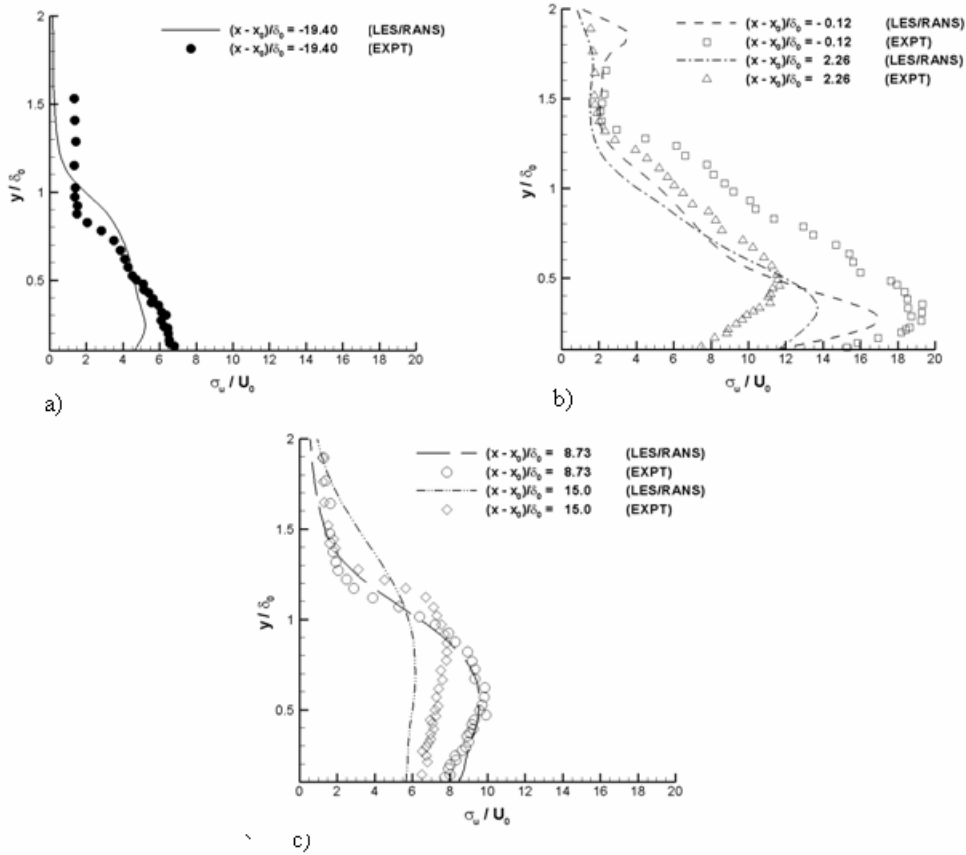 (x - x₀)/δ₀ = -19.40 (LES/RANS)
(x - x₀)/δ₀ = -19.40 (EXPT)
2
1.5
1
0.5
y / δ₀
0 2 4 6 8 10 12 14 16 18 20
σᵤ / U₀
a)
(x - x₀)/δ₀ = - 0.12 (LES/RANS)
(x - x₀)/δ₀ = - 0.12 (EXPT)
(x - x₀)/δ₀ = 2.26 (LES/RANS)
(x - x₀)/δ₀ = 2.26 (EXPT)
2
1.5
1
0.5
y / δ₀
0 2 4 6 8 10 12 14 16 18 20
σᵤ / U₀
b)
(x - x₀)/δ₀ = 8.73 (LES/RANS)
(x - x₀)/δ₀ = 8.73 (EXPT)
(x - x₀)/δ₀ = 15.0 (LES/RANS)
(x - x₀)/δ₀ = 15.0 (EXPT)
2
1.5
1
0.5
y / δ₀
0 2 4 6 8 10 12 14 16 18 20
σᵤ / U₀
c)